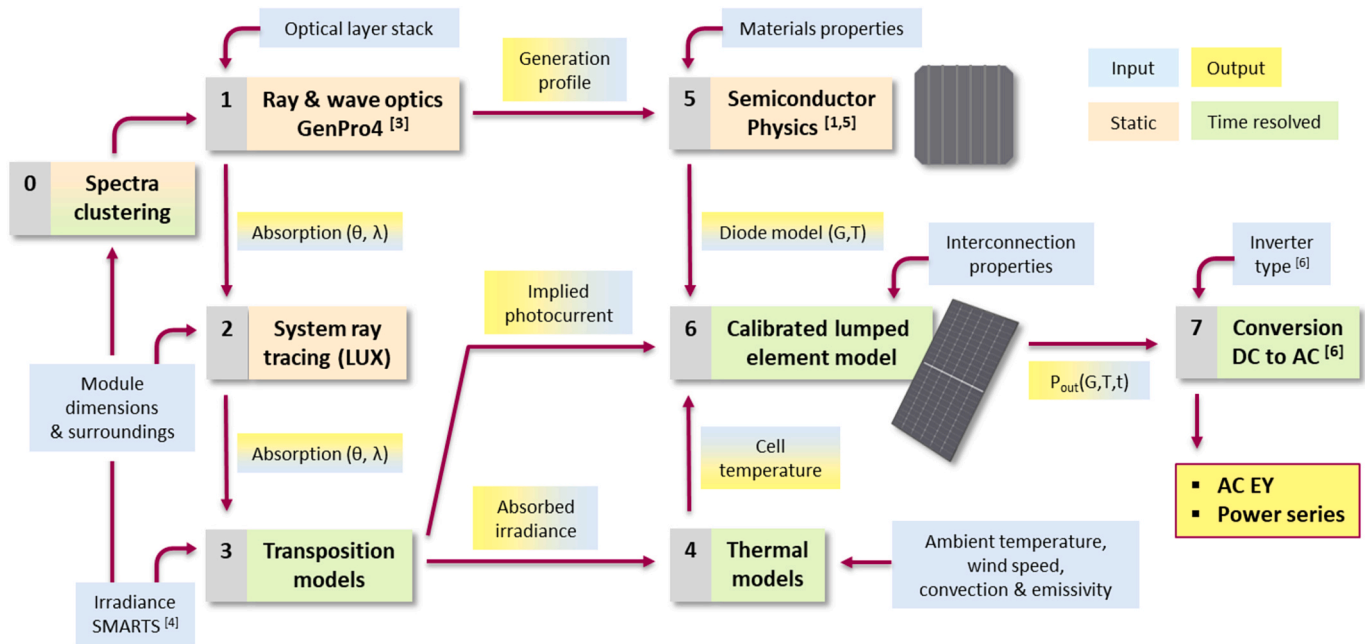 Optical layer stack
1
Ray & wave optics
GenPro4 [3]
Generation
profile
Materials properties
5
Semiconductor
Physics [1,5]
Input
Output
Static
Time resolved
0
Spectra
clustering
Absorption (θ, λ)
Diode model (G,T)
Interconnection
properties
Inverter
type [6]
2
System ray
tracing (LUX)
Implied
photocurrent
6
Calibrated lumped
element model
7
Conversion
DC to AC [6]
Pout(G,T,t)
Module
dimensions
& surroundings
Absorption (θ, λ)
Cell
temperature
▪ AC EY
▪ Power series
Absorbed
irradiance
3
Transposition
models
4
Thermal
models
Ambient temperature,
wind speed,
convection & emissivity
Irradiance
SMARTS [4]